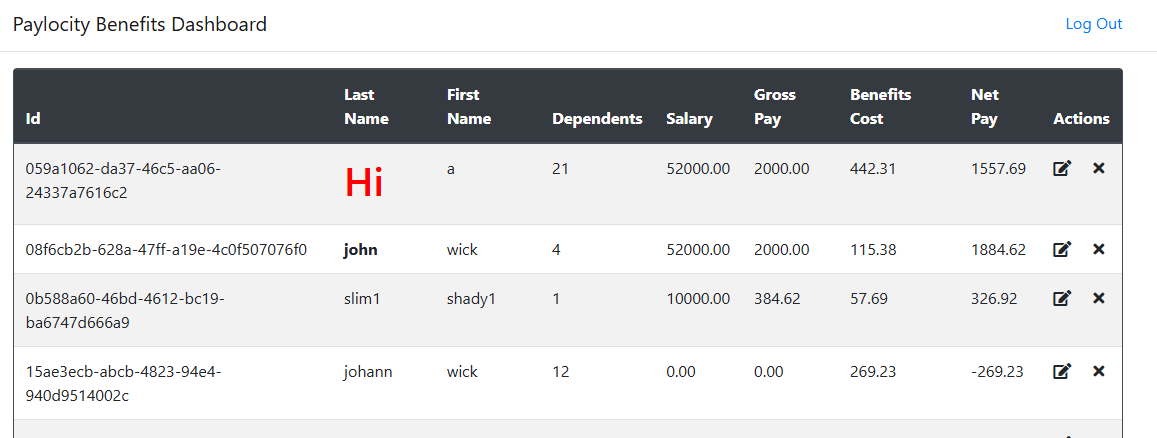 Paylocity Benefits Dashboard Log Out
Id Last Name First Name Dependents Salary Gross Pay Benefits Cost Net Pay Actions
059a1062-da37-46c5-aa06-24337a7616c2 Hi a 21 52000.00 2000.00 442.31 1557.69
08f6cb2b-628a-47ff-a19e-4c0f507076f0 john wick 4 52000.00 2000.00 115.38 1884.62
0b588a60-46bd-4612-bc19-ba6747d666a9 slim1 shady1 1 10000.00 384.62 57.69 326.92
15ae3ecb-abcb-4823-94e4-940d9514002c johann wick 12 0.00 0.00 269.23 -269.23